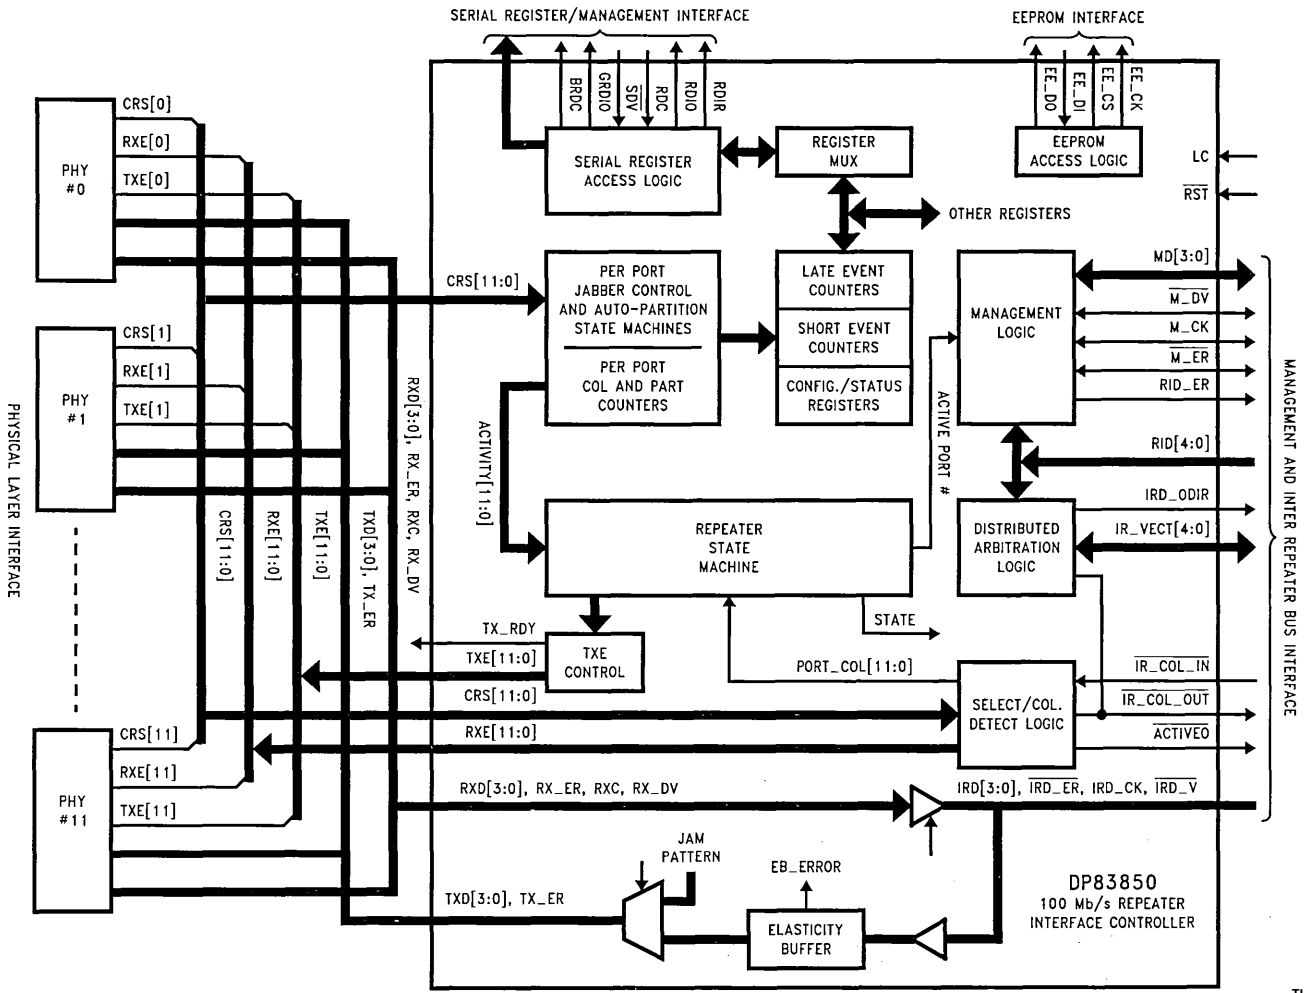 SERIAL REGISTER/MANAGEMENT INTERFACE
EEPROM INTERFACE
BRDC
GRDIO
SDV
RDC
RDIO
RDIR
EE_DO
EE_DI
EE_CS
EE_CK
PHY
#0
CRS[0]
RXE[0]
TXE[0]
SERIAL REGISTER
ACCESS LOGIC
REGISTER
MUX
EEPROM
ACCESS LOGIC
LC
RST
OTHER REGISTERS
CRS[11:0]
PER PORT
JABBER CONTROL
AND AUTO-PARTITION
STATE MACHINES
PER PORT
COL AND PART
COUNTERS
LATE EVENT
COUNTERS
SHORT EVENT
COUNTERS
CONFIG./STATUS
REGISTERS
MANAGEMENT
LOGIC
MD[3:0]
M_DV
M_CK
M_ER
RID_ER
PHY
#1
CRS[1]
RXE[1]
TXE[1]
PHYSICAL LAYER INTERFACE
CRS[11:0]
RXE[11:0]
TXE[11:0]
TXD[3:0], TX_ER
RXD[3:0], RX_ER, RXC, RX_DV
ACTIVITY[11:0]
ACTIVE PORT #
MANAGEMENT AND INTER REPEATER BUS INTERFACE
RID[4:0]
REPEATER
STATE
MACHINE
DISTRIBUTED
ARBITRATION
LOGIC
IRD_ODIR
IR_VECT[4:0]
STATE
TX_RDY
TXE[11:0]
TXE
CONTROL
PORT_COL[11:0]
CRS[11:0]
RXE[11:0]
SELECT/COL.
DETECT LOGIC
IR_COL_IN
IR_COL_OUT
ACTIVEO
PHY
#11
CRS[11]
RXE[11]
TXE[11]
RXD[3:0], RX_ER, RXC, RX_DV
IRD[3:0], IRD_ER, IRD_CK, IRD_V
JAM
PATTERN
EB_ERROR
TXD[3:0], TX_ER
ELASTICITY
BUFFER
DP83850
100 Mb/s REPEATER
INTERFACE CONTROLLER